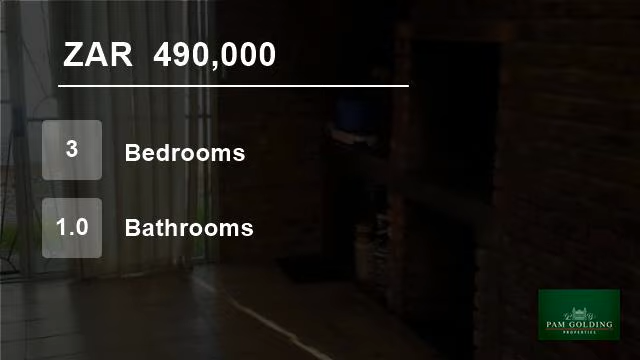 ZAR 490,000
3
Bedrooms
1.0
Bathrooms
PAM GOLDING
PROPERTIES